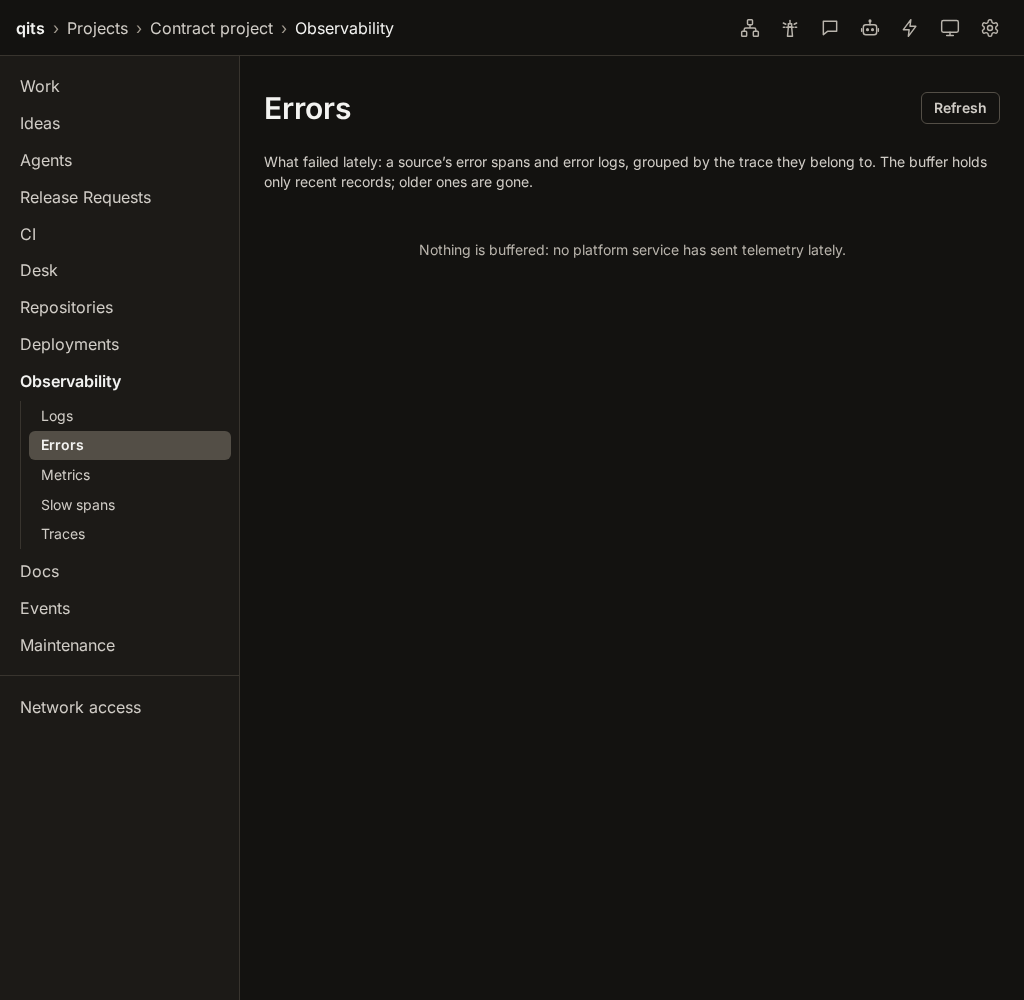 qits › Projects › Contract project › Observability
Work
Ideas
Agents
Release Requests
CI
Desk
Repositories
Deployments
Observability
Logs
Errors
Metrics
Slow spans
Traces
Docs
Events
Maintenance
Network access
Errors
Refresh
What failed lately: a source’s error spans and error logs, grouped by the trace they belong to. The buffer holds
only recent records; older ones are gone.
Nothing is buffered: no platform service has sent telemetry lately.